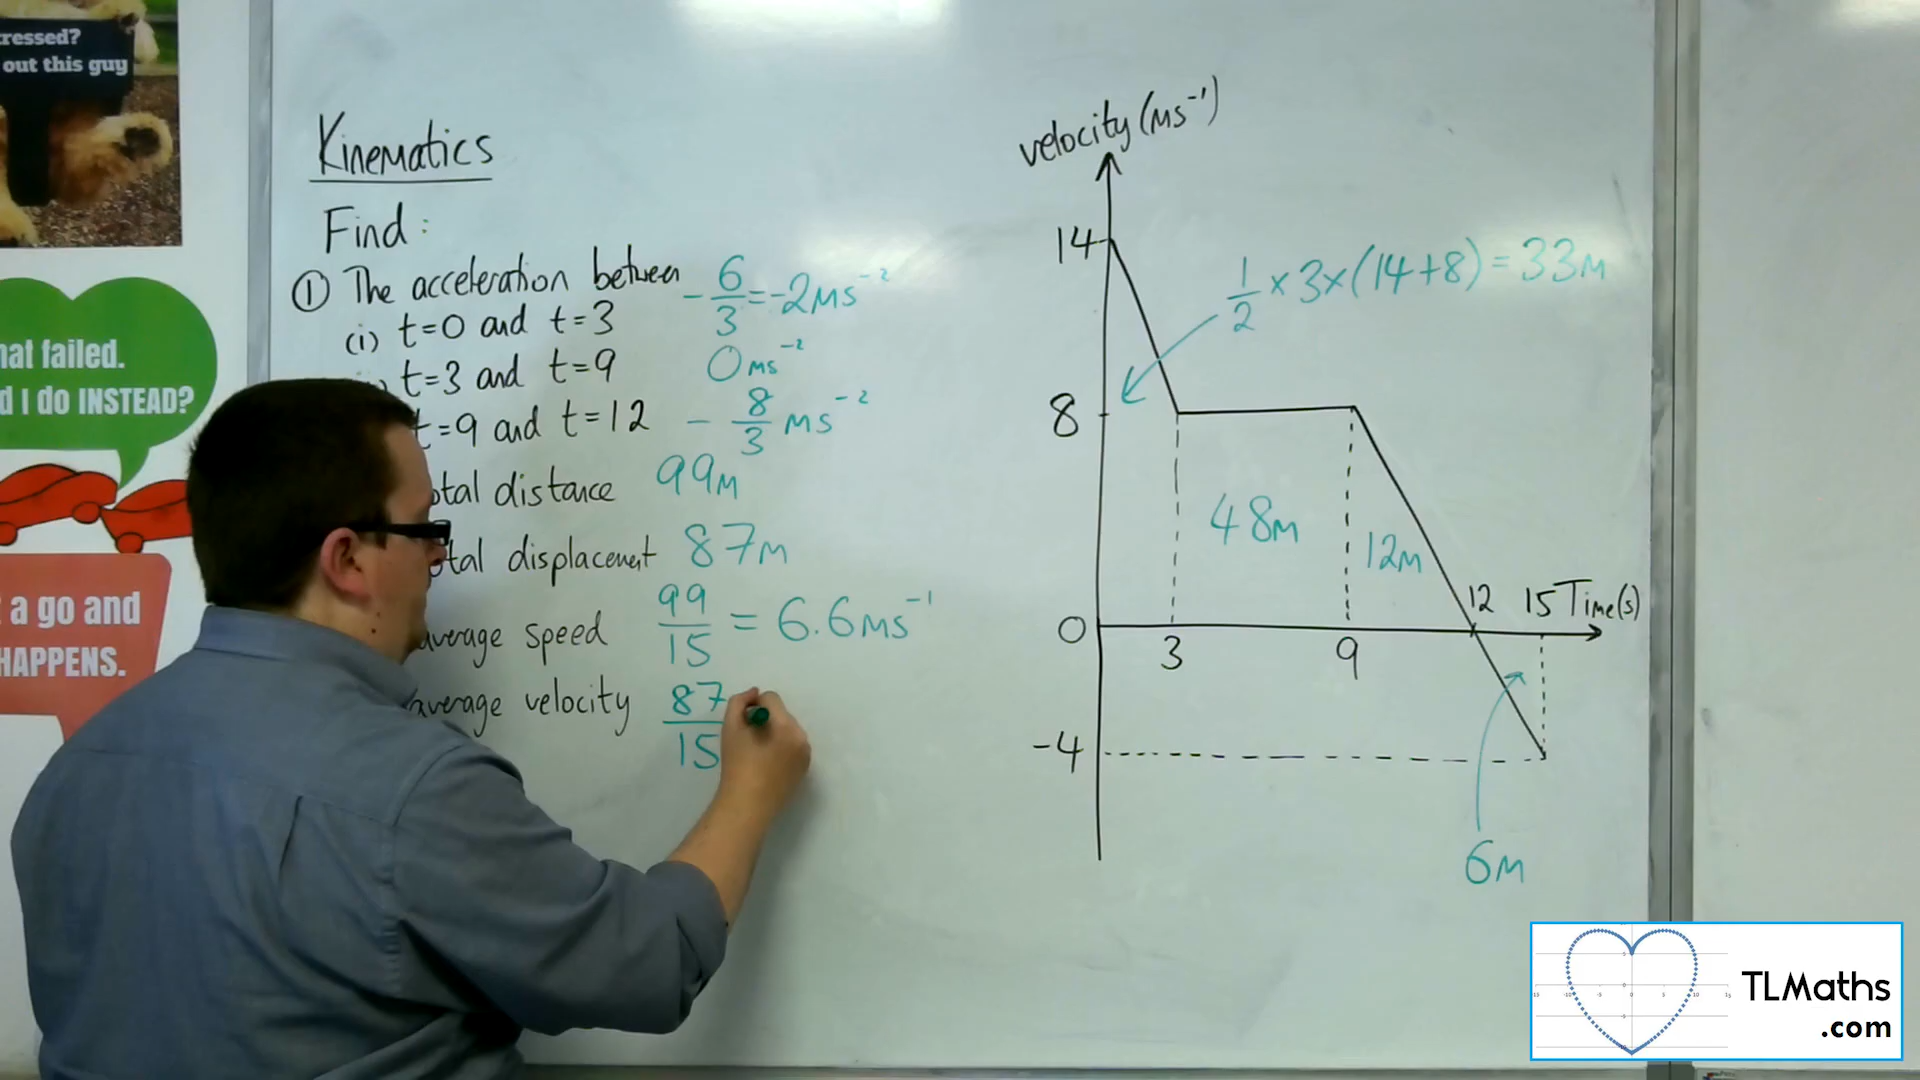 ressed?
out this guy
hat failed.
d I do INSTEAD?
a go and
HAPPENS.
Kinematics
Find:
① The acceleration between
(i) t=0 and t=3
t=3 and t=9
t=9 and t=12
-6/3=-2ms⁻²
0ms⁻²
-8/3 ms⁻²
otal distance 99m
otal displacement 87m
average speed 99/15 = 6.6ms⁻¹
average velocity 87/15
velocity (ms⁻¹)
14
1/2×3×(14+8)=33m
8
48m
12m
12 15 Time(s)
0
3 9
-4
6m
TLMaths
.com